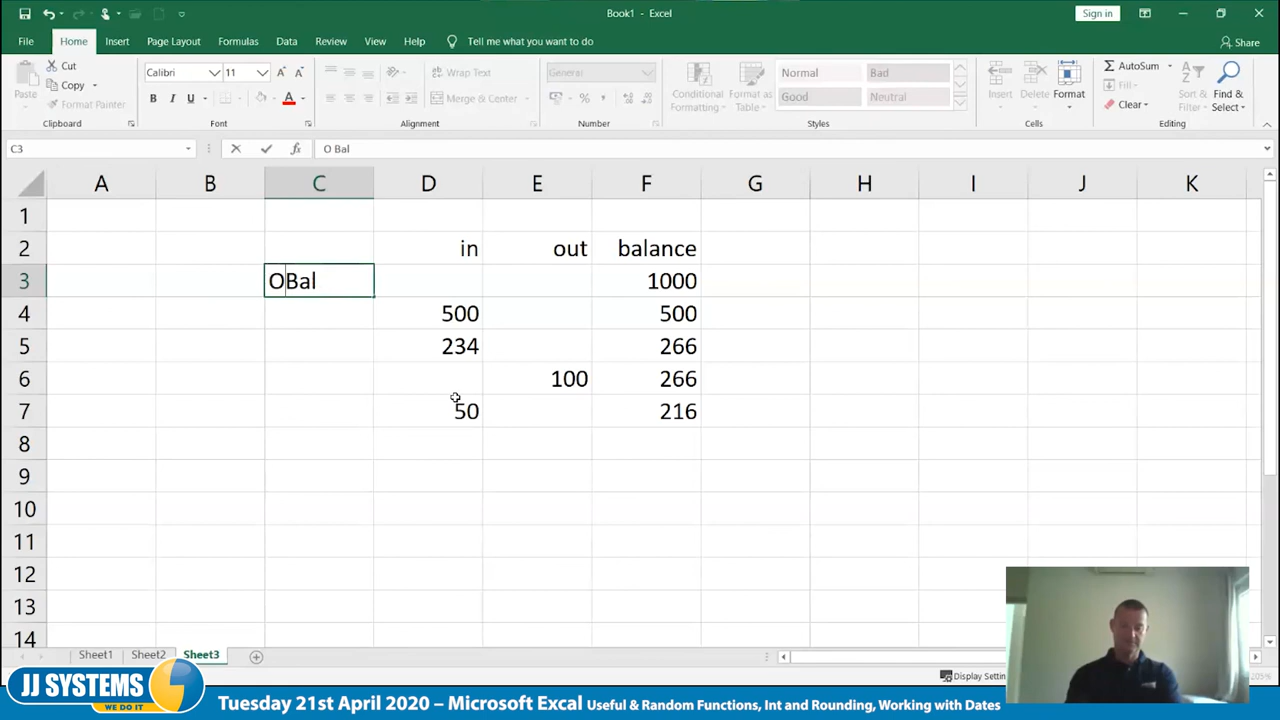 Book1 - Excel
Sign in
File Home Insert Page Layout Formulas Data Review View Help Tell me what you want to do
Share
Paste
Cut
Copy
Format Painter
Clipboard
Calibri 11
B I U
Font
Wrap Text
Merge & Center
Alignment
General
Number
Conditional Formatting
Format as Table
Normal Bad
Good Neutral
Styles
Insert Delete Format
Cells
AutoSum
Fill
Clear
Sort & Filter
Find & Select
Editing
C3 fx O Bal
A B C D E F G H I J K
1
2 in out balance
3 OBal 1000
4 500 500
5 234 266
6 100 266
7 50 216
8
9
10
11
12
13
14
Sheet1 Sheet2 Sheet3
Display Settin
205%
JJ SYSTEMS
WE DO IT
Tuesday 21st April 2020 – Microsoft Excal Useful & Random Functions, Int and Rounding, Working with Dates